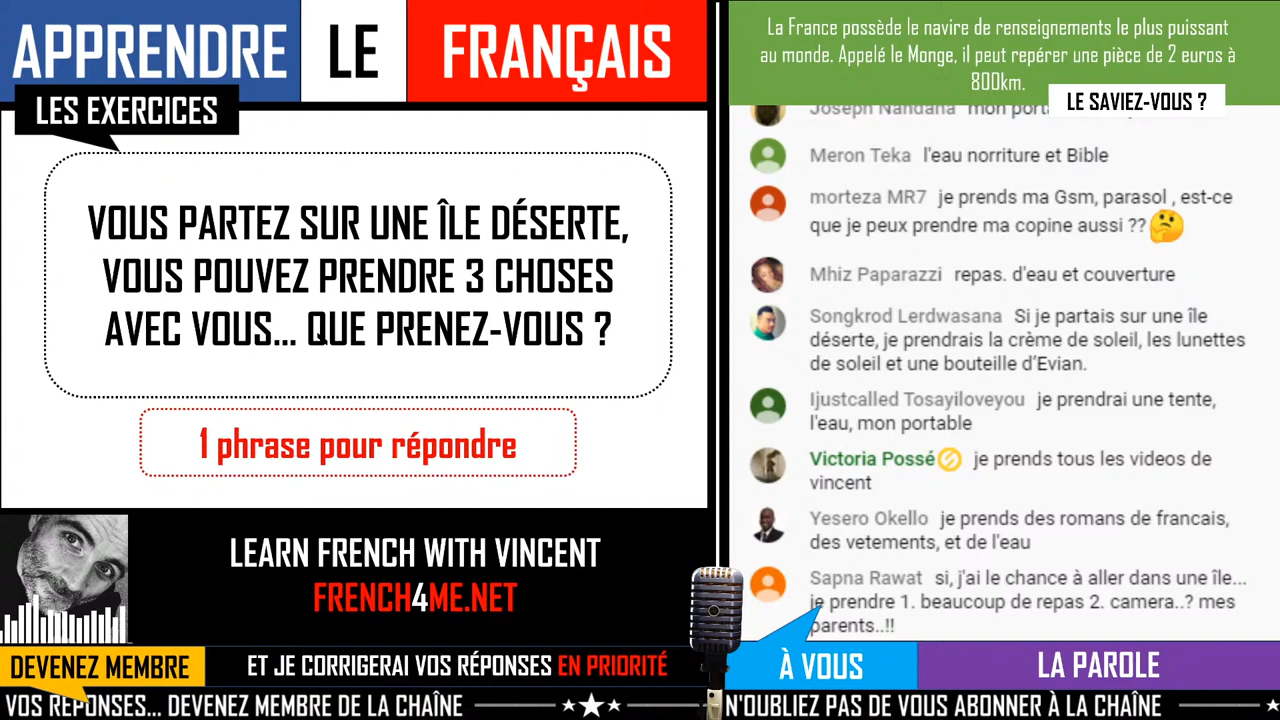 APPRENDRE LE FRANÇAIS
LES EXERCICES
VOUS PARTEZ SUR UNE ÎLE DÉSERTE,
VOUS POUVEZ PRENDRE 3 CHOSES
AVEC VOUS... QUE PRENEZ-VOUS ?
1 phrase pour répondre
LEARN FRENCH WITH VINCENT
FRENCH4ME.NET
DEVENEZ MEMBRE
ET JE CORRIGERAI VOS RÉPONSES EN PRIORITÉ
La France possède le navire de renseignements le plus puissant
au monde. Appelé le Monge, il peut repérer une pièce de 2 euros à
800km.
LE SAVIEZ-VOUS ?
Joseph Nandana mon
Meron Teka l'eau norriture et Bible
morteza MR7 je prends ma Gsm, parasol , est-ce
que je peux prendre ma copine aussi ??
Mhiz Paparazzi repas. d'eau et couverture
Songkrod Lerdwasana Si je partais sur une île
déserte, je prendrais la crème de soleil, les lunettes
de soleil et une bouteille d'Evian.
Ijustcalled Tosayiloveyou je prendrai une tente,
l'eau, mon portable
Victoria Possé je prends tous les videos de
vincent
Yesero Okello je prends des romans de francais,
des vetements, et de l'eau
Sapna Rawat si, j'ai le chance à aller dans une île...
je prendre 1. beaucoup de repas 2. camera..? mes
parents..!!
À VOUS LA PAROLE
VOS RÉPONSES... DEVENEZ MEMBRE DE LA CHAÎNE
N'OUBLIEZ PAS DE VOUS ABONNER À LA CHAÎNE